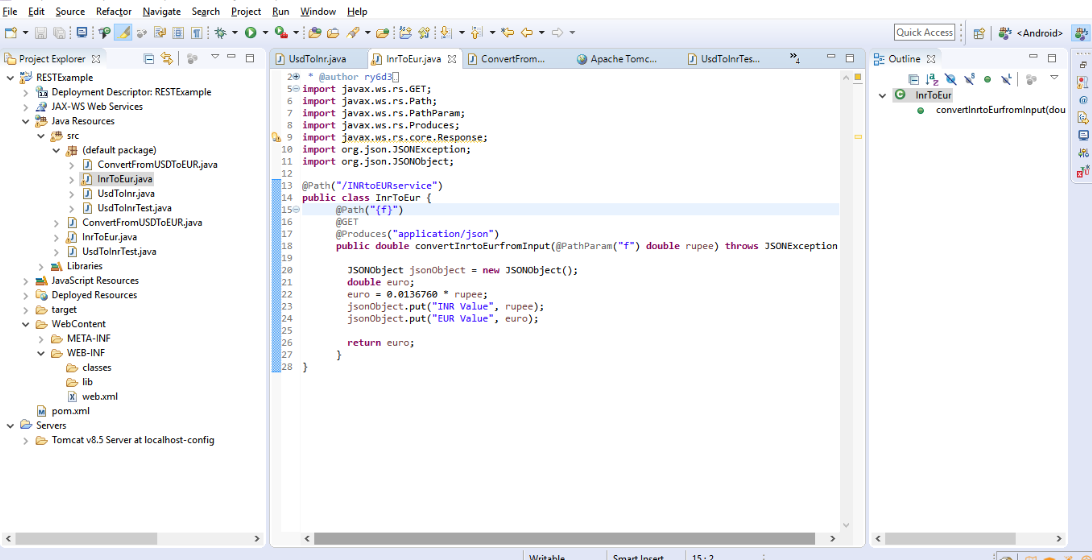 File Edit Source Refactor Navigate Search Project Run Window Help
Quick Access
<Android>
Project Explorer
RESTExample
Deployment Descriptor: RESTExample
JAX-WS Web Services
Java Resources
src
(default package)
ConvertFromUSDToEUR.java
InrToEur.java
UsdToInr.java
UsdToInrTest.java
ConvertFromUSDTOEUR.java
InrToEur.java
UsdToInrTest.java
Libraries
JavaScript Resources
Deployed Resources
target
WebContent
META-INF
WEB-INF
classes
lib
web.xml
pom.xml
Servers
Tomcat v8.5 Server at localhost-config
UsdToInr.java InrToEur.java ConvertFrom... Apache Tomc... UsdToInrTes... »4
2 * @author ry6d3
5 import javax.ws.rs.GET;
6 import javax.ws.rs.Path;
7 import javax.ws.rs.PathParam;
8 import javax.ws.rs.Produces;
9 import javax.ws.rs.core.Response;
10 import org.json.JSONException;
11 import org.json.JSONObject;
12
13 @Path("/INRtoEURservice")
14 public class InrToEur {
15 @Path("{f}")
16 @GET
17 @Produces("application/json")
18 public double convertInrtoEurfromInput(@PathParam("f") double rupee) throws JSONException
19
20 JSONObject jsonObject = new JSONObject();
21 double euro;
22 euro = 0.0136760 * rupee;
23 jsonObject.put("INR Value", rupee);
24 jsonObject.put("EUR Value", euro);
25
26 return euro;
27 }
28 }
Outline
InrToEur
convertInrtoEurfromInput(dou
Writable Smart Insert 15 : 2